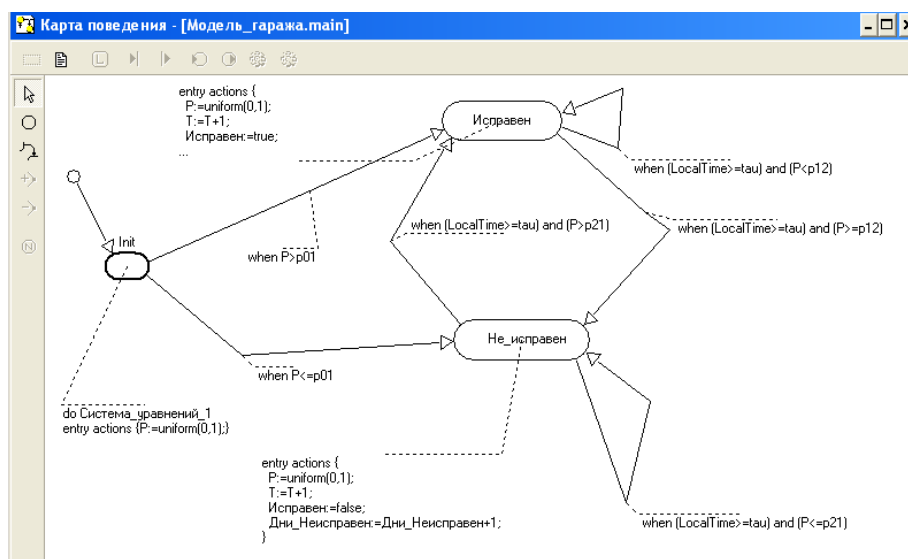 Карта поведения - [Модель_гаража.main]
L
entry actions {
P:=uniform(0,1);
T:=T+1;
Исправен:=true;
...
Исправен
when (LocalTime>=tau) and (P<p12)
when (LocalTime>=tau) and (P>p21)
when (LocalTime>=tau) and (P>=p12)
Init
when P>p01
N
Не_исправен
when P<=p01
do Система_уравнений_1
entry actions {P:=uniform(0,1);}
entry actions {
P:=uniform(0,1);
T:=T+1;
Исправен:=false;
Дни_Неисправен:=Дни_Неисправен+1;
}
when (LocalTime>=tau) and (P<=p21)